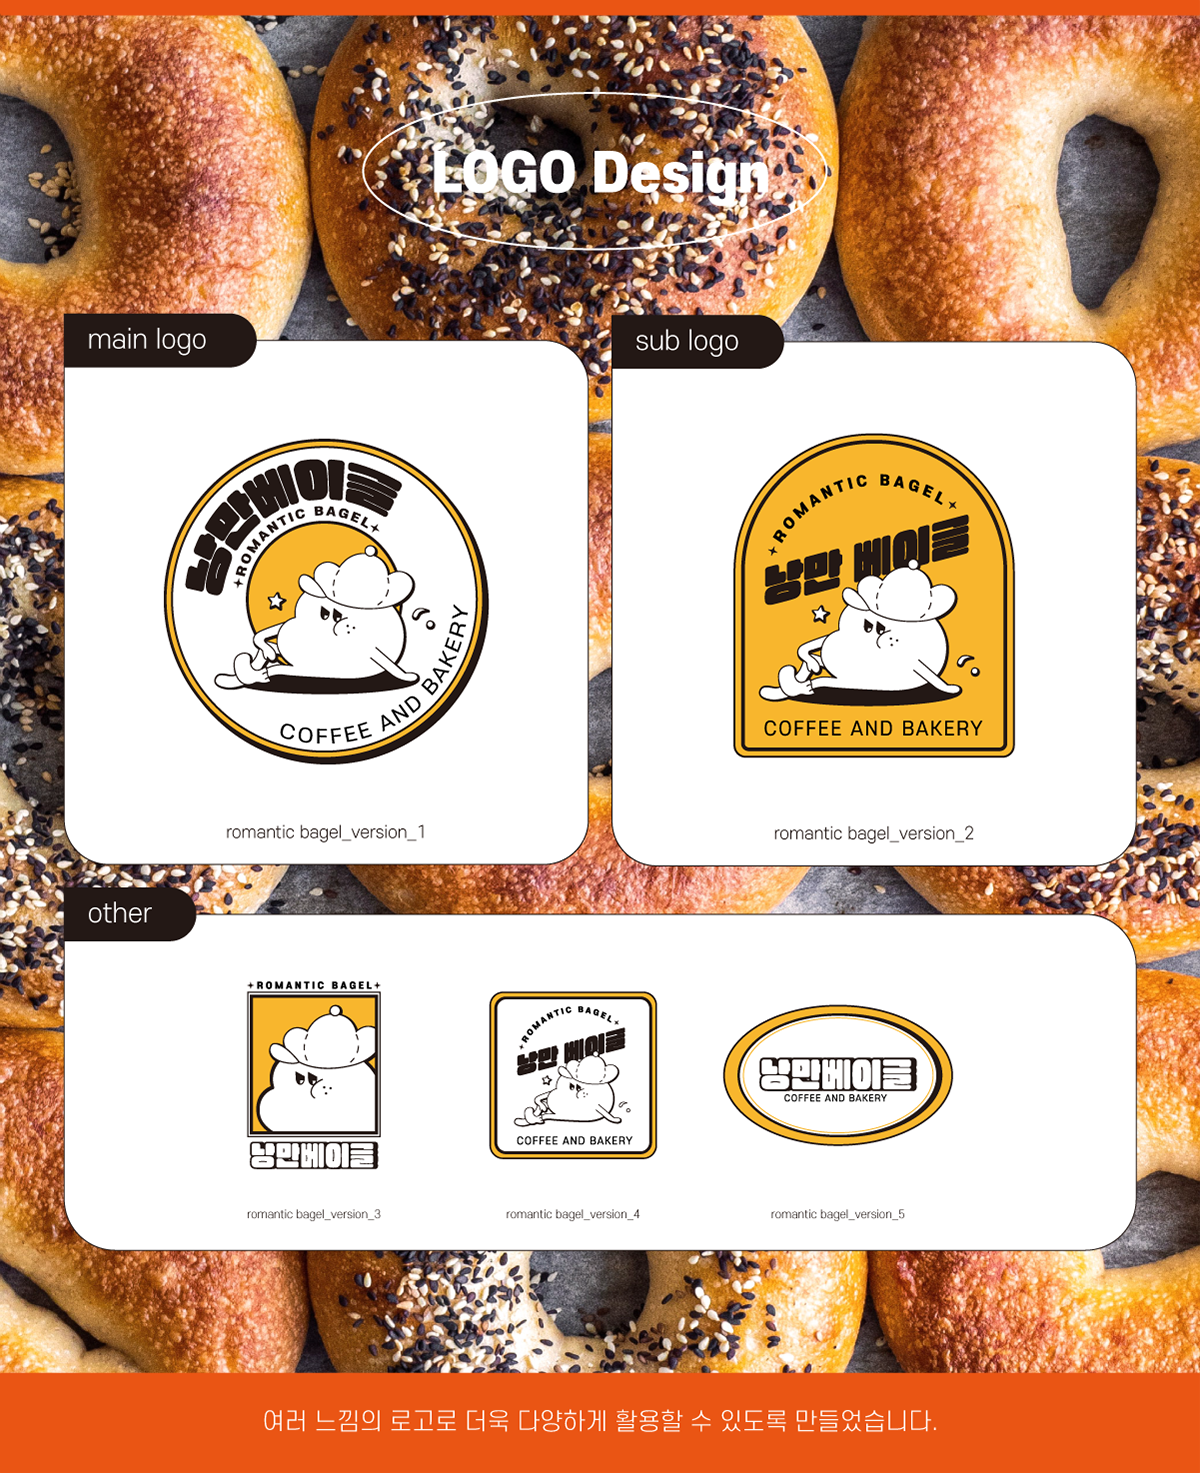 LOGO Design
main logo
낭만베이글
ROMANTIC BAGEL
COFFEE AND BAKERY
romantic bagel_version_1
sub logo
ROMANTIC BAGEL
낭만 베이글
COFFEE AND BAKERY
romantic bagel_version_2
other
ROMANTIC BAGEL
낭만베이글
romantic bagel_version_3
ROMANTIC BAGEL
낭만 베이글
COFFEE AND BAKERY
romantic bagel_version_4
낭만베이글
COFFEE AND BAKERY
romantic bagel_version_5
여러 느낌의 로고로 더욱 다양하게 활용할 수 있도록 만들었습니다.